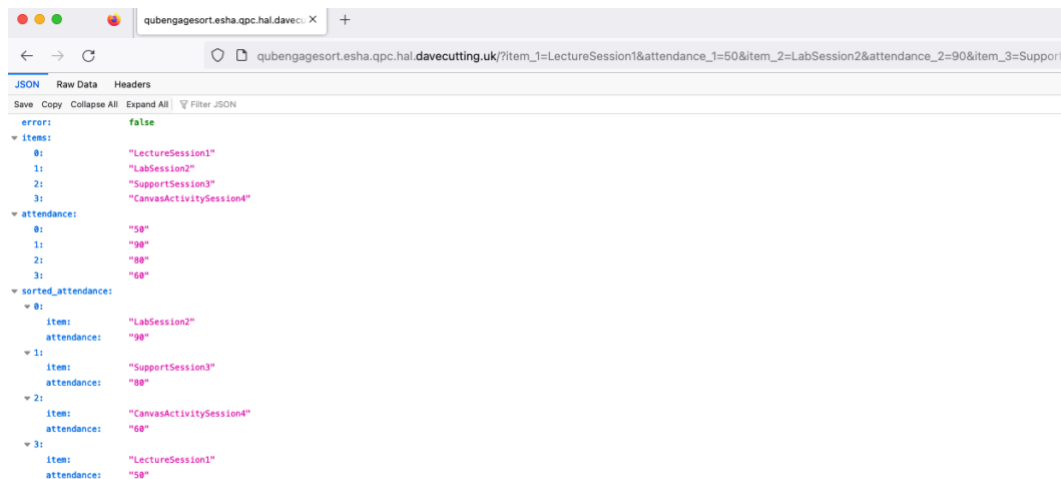 qubengagesort.esha.qpc.hal.davecu
qubengagesort.esha.qpc.hal.davecutting.uk/?item_1=LectureSession1&attendance_1=50&item_2=LabSession2&attendance_2=90&item_3=Suppor
JSON Raw Data Headers
Save Copy Collapse All Expand All Filter JSON
error: false
items:
0: "LectureSession1"
1: "LabSession2"
2: "SupportSession3"
3: "CanvasActivitySession4"
attendance:
0: "50"
1: "90"
2: "80"
3: "60"
sorted_attendance:
0:
item: "LabSession2"
attendance: "90"
1:
item: "SupportSession3"
attendance: "80"
2:
item: "CanvasActivitySession4"
attendance: "60"
3:
item: "LectureSession1"
attendance: "50"